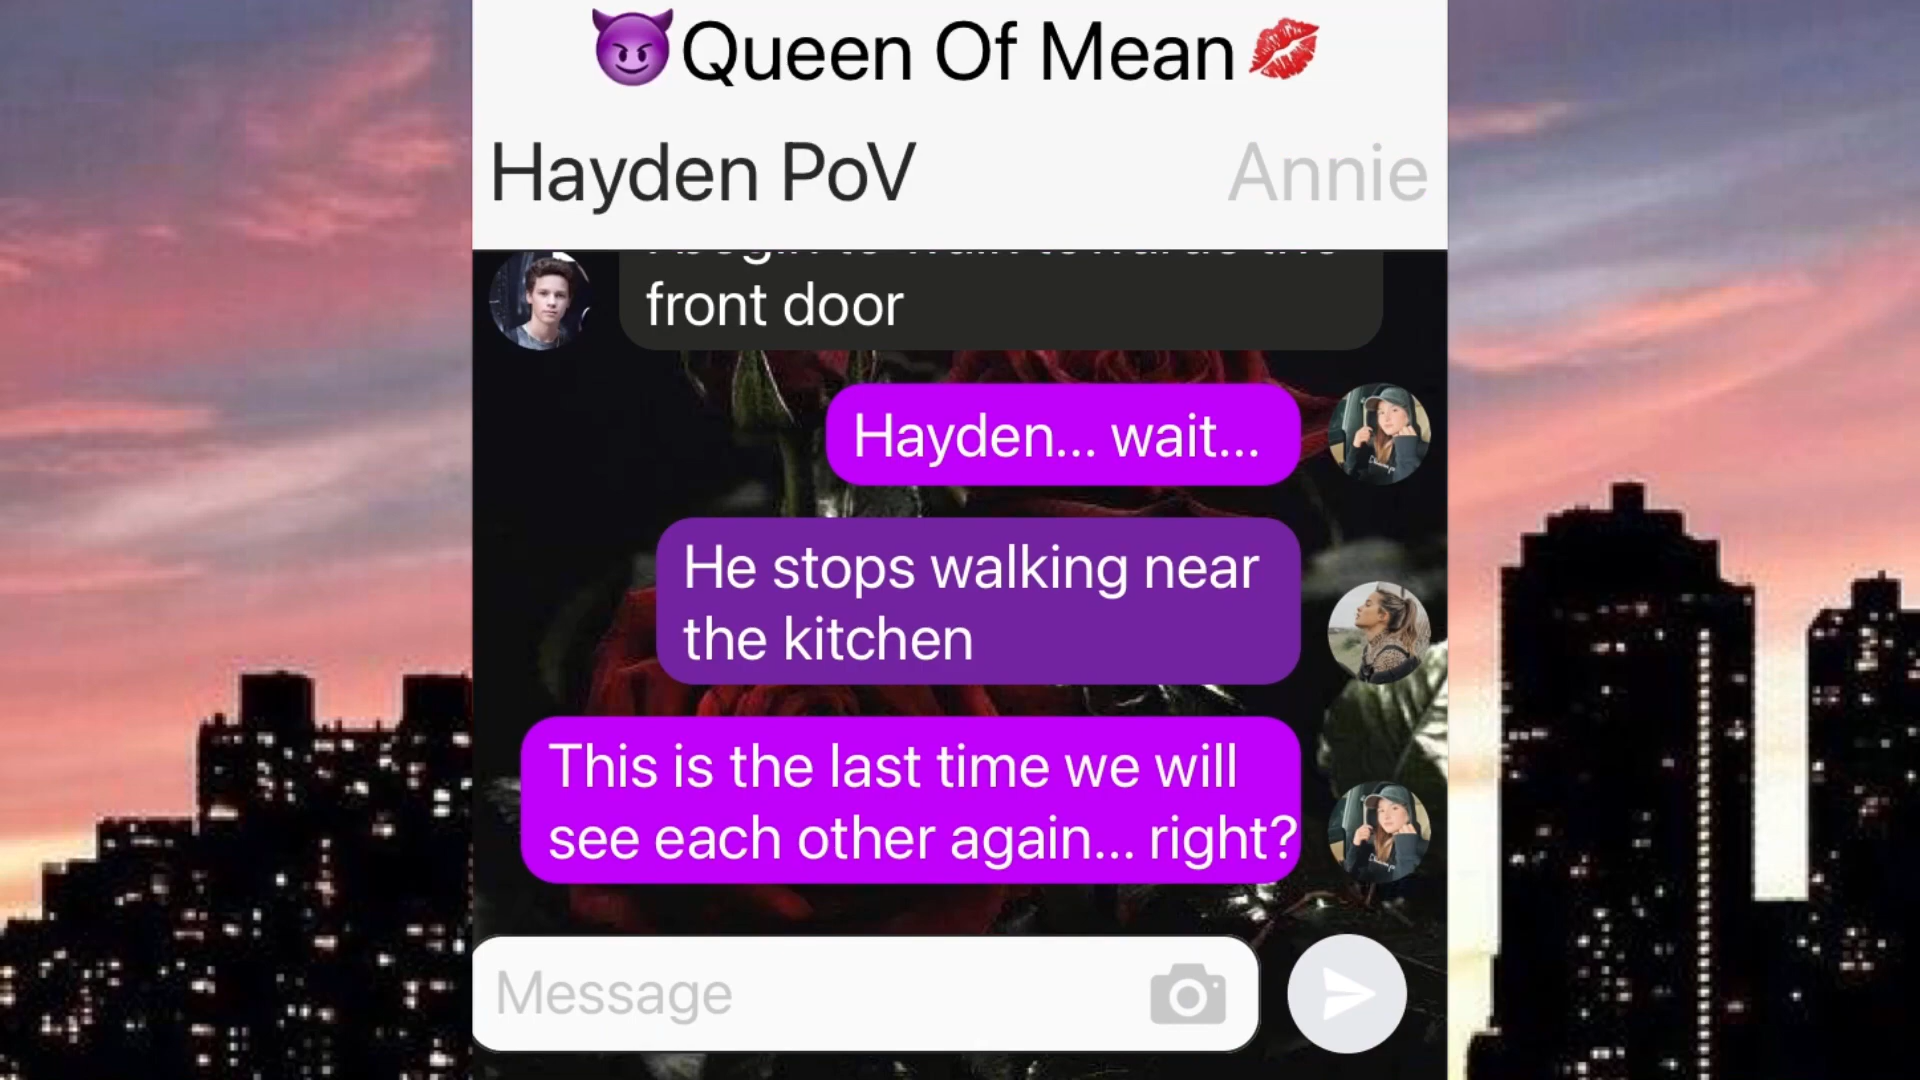 😈Queen Of Mean💋
Hayden PoV
Annie
front door
Hayden... wait...
He stops walking near
the kitchen
This is the last time we will
see each other again... right?
Message